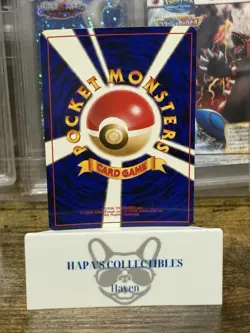 POCKET MONSTERS
CARD GAME
HAPA'S COLLECTIBLES
Haven